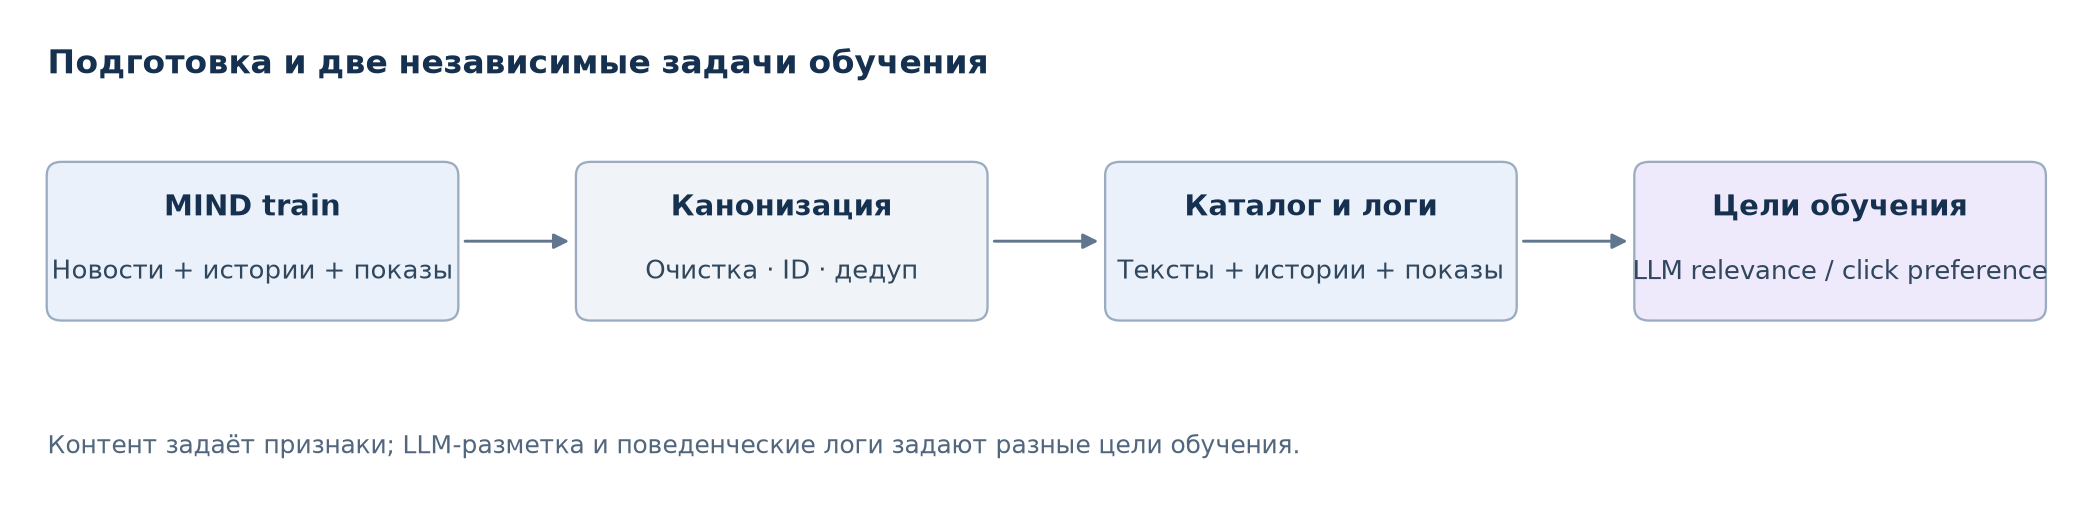 Подготовка и две независимые задачи обучения
MIND train
Новости + истории + показы
Канонизация
Очистка · ID · дедуп
Каталог и логи
Тексты + истории + показы
Цели обучения
LLM relevance / click preference
Контент задаёт признаки; LLM-разметка и поведенческие логи задают разные цели обучения.